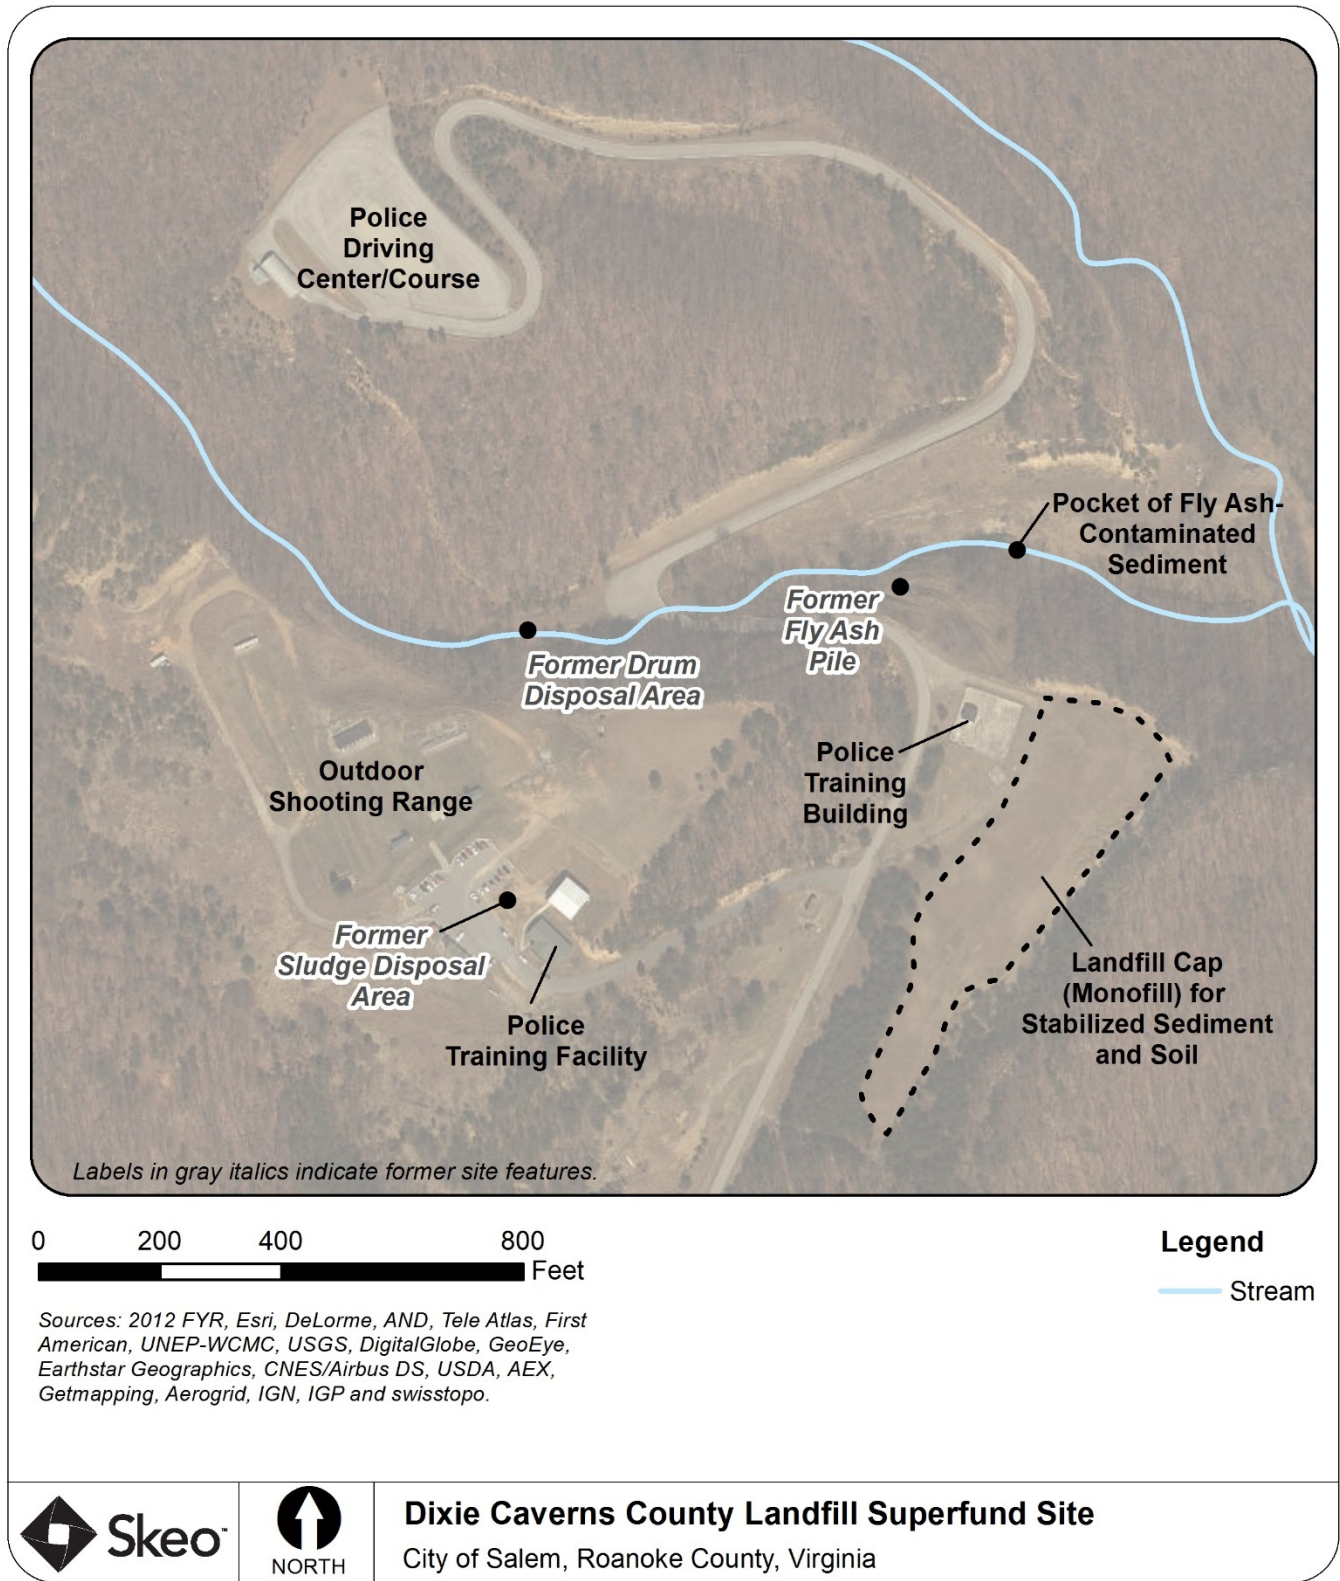 Police
Driving
Center/Course
Pocket of Fly Ash-
Contaminated
Sediment
Former
Fly Ash
Pile
Former Drum
Disposal Area
Police
Training
Building
Outdoor
Shooting Range
Former
Sludge Disposal
Area
Police
Training Facility
Landfill Cap
(Monofill) for
Stabilized Sediment
and Soil
Labels in gray italics indicate former site features.
0 200 400 800
Feet
Legend
Stream
Sources: 2012 FYR, Esri, DeLorme, AND, Tele Atlas, First
American, UNEP-WCMC, USGS, DigitalGlobe, GeoEye,
Earthstar Geographics, CNES/Airbus DS, USDA, AEX,
Getmapping, Aerogrid, IGN, IGP and swisstopo.
Skeo™
NORTH
Dixie Caverns County Landfill Superfund Site
City of Salem, Roanoke County, Virginia